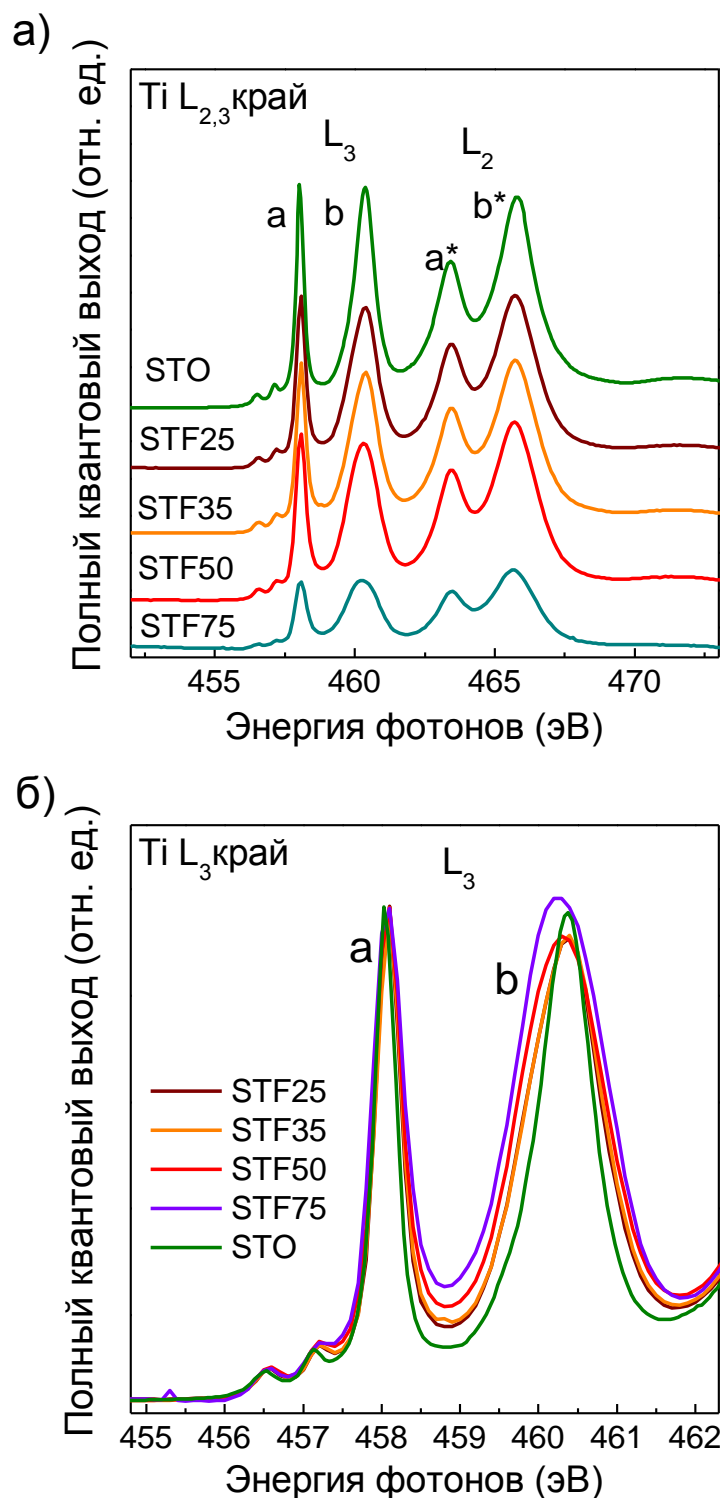 а)
Полный квантовый выход (отн. ед.)
Ti L2,3край
L3
L2
a
b
a*
b*
STO
STF25
STF35
STF50
STF75
455
460
465
470
Энергия фотонов (эВ)
б)
Полный квантовый выход (отн. ед.)
Ti L3край
L3
a
b
STF25
STF35
STF50
STF75
STO
455
456
457
458
459
460
461
462
Энергия фотонов (эВ)